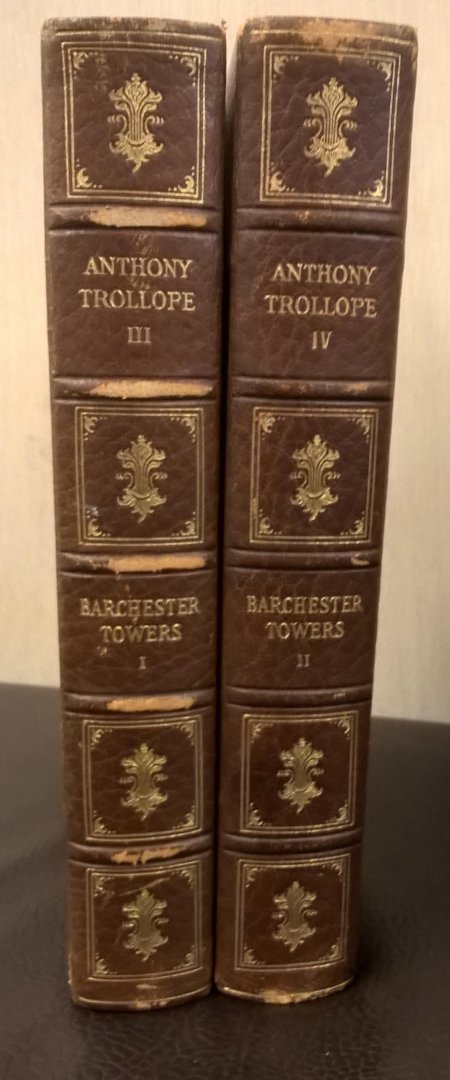 ANTHONY
TROLLOPE
III
BARCHESTER
TOWERS
I
ANTHONY
TROLLOPE
IV
BARCHESTER
TOWERS
II